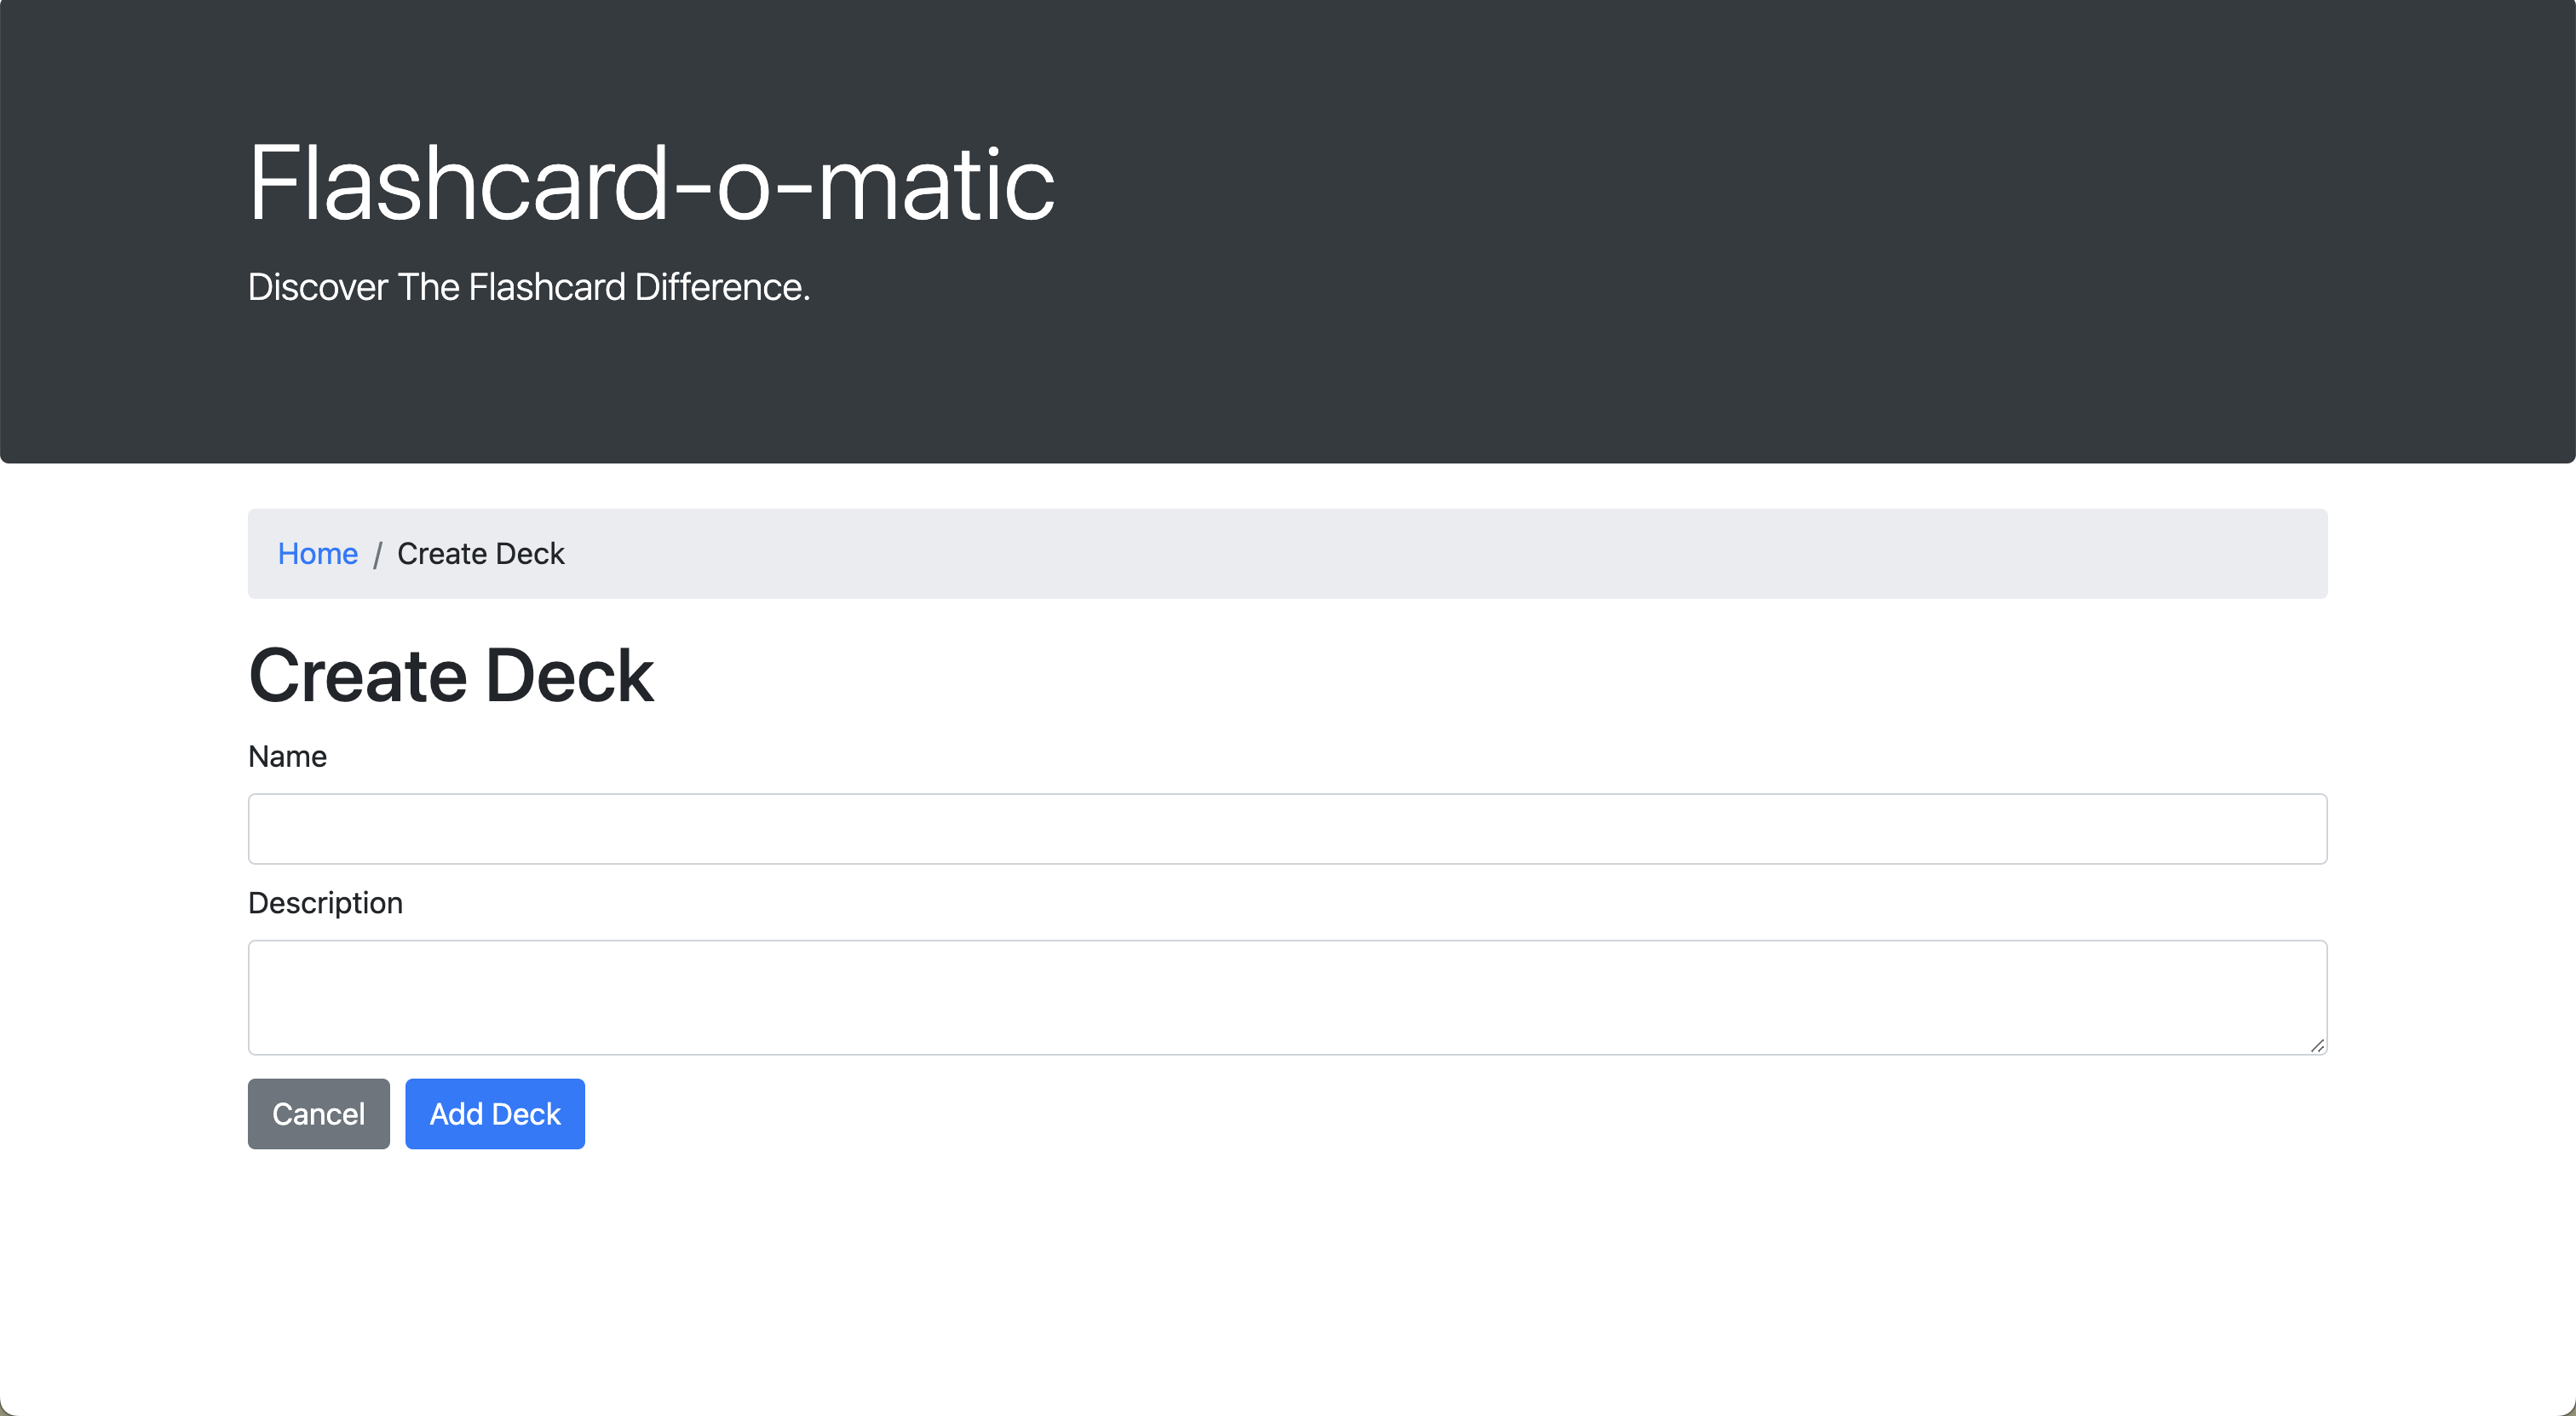 Flashcard-o-matic
Discover The Flashcard Difference.
Home / Create Deck
Create Deck
Name
Description
Cancel Add Deck